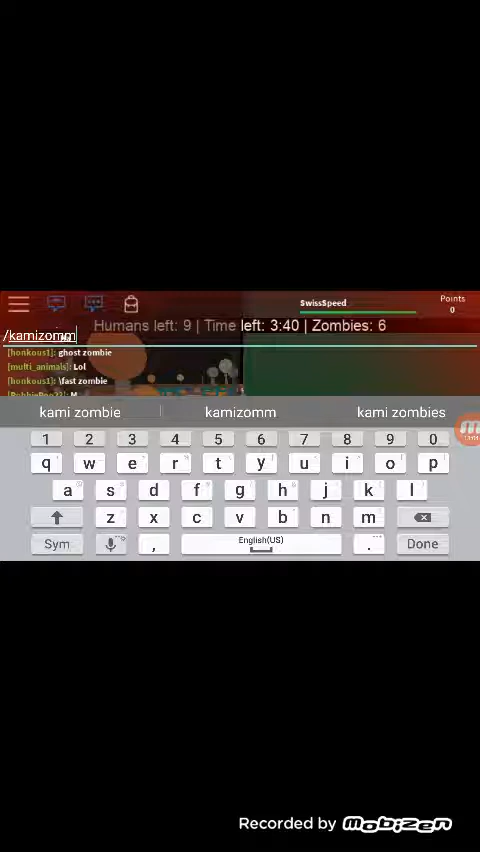 SwissSpeed
Points
0
Humans left: 9 | Time left: 3:40 | Zombies: 6
/kamizomm
[honkous1]: ghost zombie
[multi_animals]: Lol
[honkous1]: \fast zombie
kami zombie kamizomm kami zombies
1 2 3 4 5 6 7 8 9 0
q w e r t y u i o p
a s d f g h j k l
z x c v b n m
Sym , English(US) . Done
Recorded by Mobizen